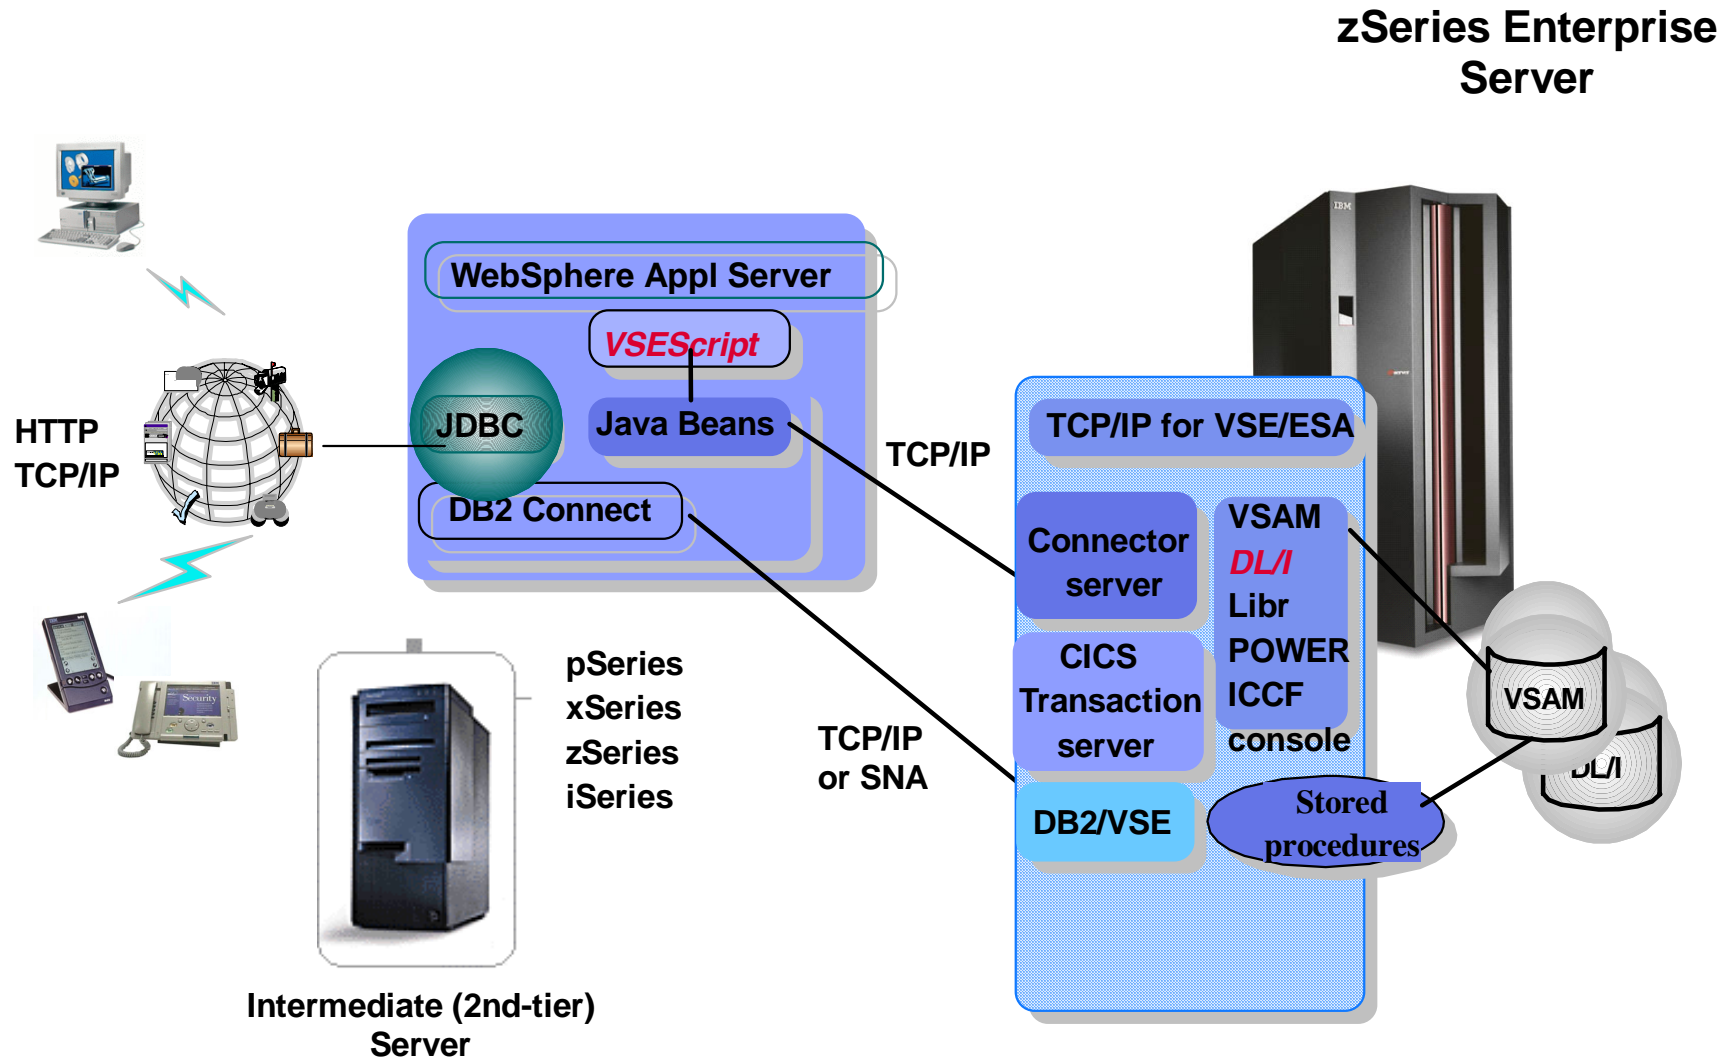 zSeries Enterprise
Server
IBM
WebSphere Appl Server
VSEScript
JDBC
Java Beans
DB2 Connect
HTTP
TCP/IP
TCP/IP
TCP/IP for VSE/ESA
Connector
server
VSAM
DL/I
Libr
POWER
ICCF
console
CICS
Transaction
server
DB2/VSE
Stored
procedures
VSAM
DL/I
TCP/IP
or SNA
pSeries
xSeries
zSeries
iSeries
Security
Intermediate (2nd-tier)
Server